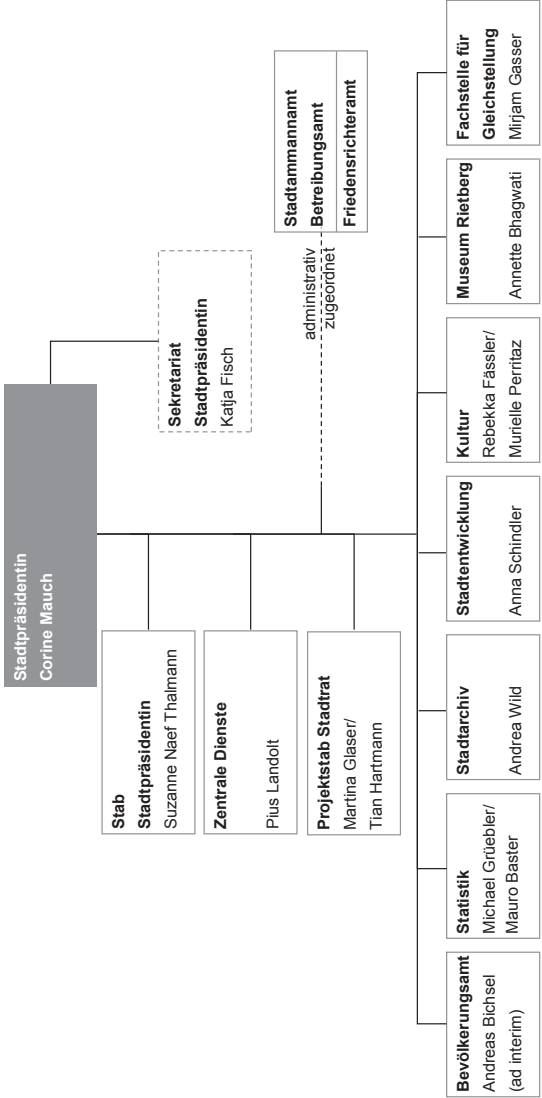 Stadtpräsidentin
Corine Mauch
Sekretariat
Stadtpräsidentin
Katja Fisch
Stab
Stadtpräsidentin
Suzanne Naef Thalmann
Zentrale Dienste
Pius Landolt
Projektstab Stadtrat
Martina Glaser/
Tian Hartmann
administrativ
zugeordnet
Stadtammannamt
Betreibungsamt
Friedensrichteramt
Bevölkerungsamt
Andreas Bichsel
(ad interim)
Statistik
Michael Grüebler/
Mauro Baster
Stadtarchiv
Andrea Wild
Stadtentwicklung
Anna Schindler
Kultur
Rebekka Fässler/
Murielle Perritaz
Museum Rietberg
Annette Bhagwati
Fachstelle für
Gleichstellung
Mirjam Gasser